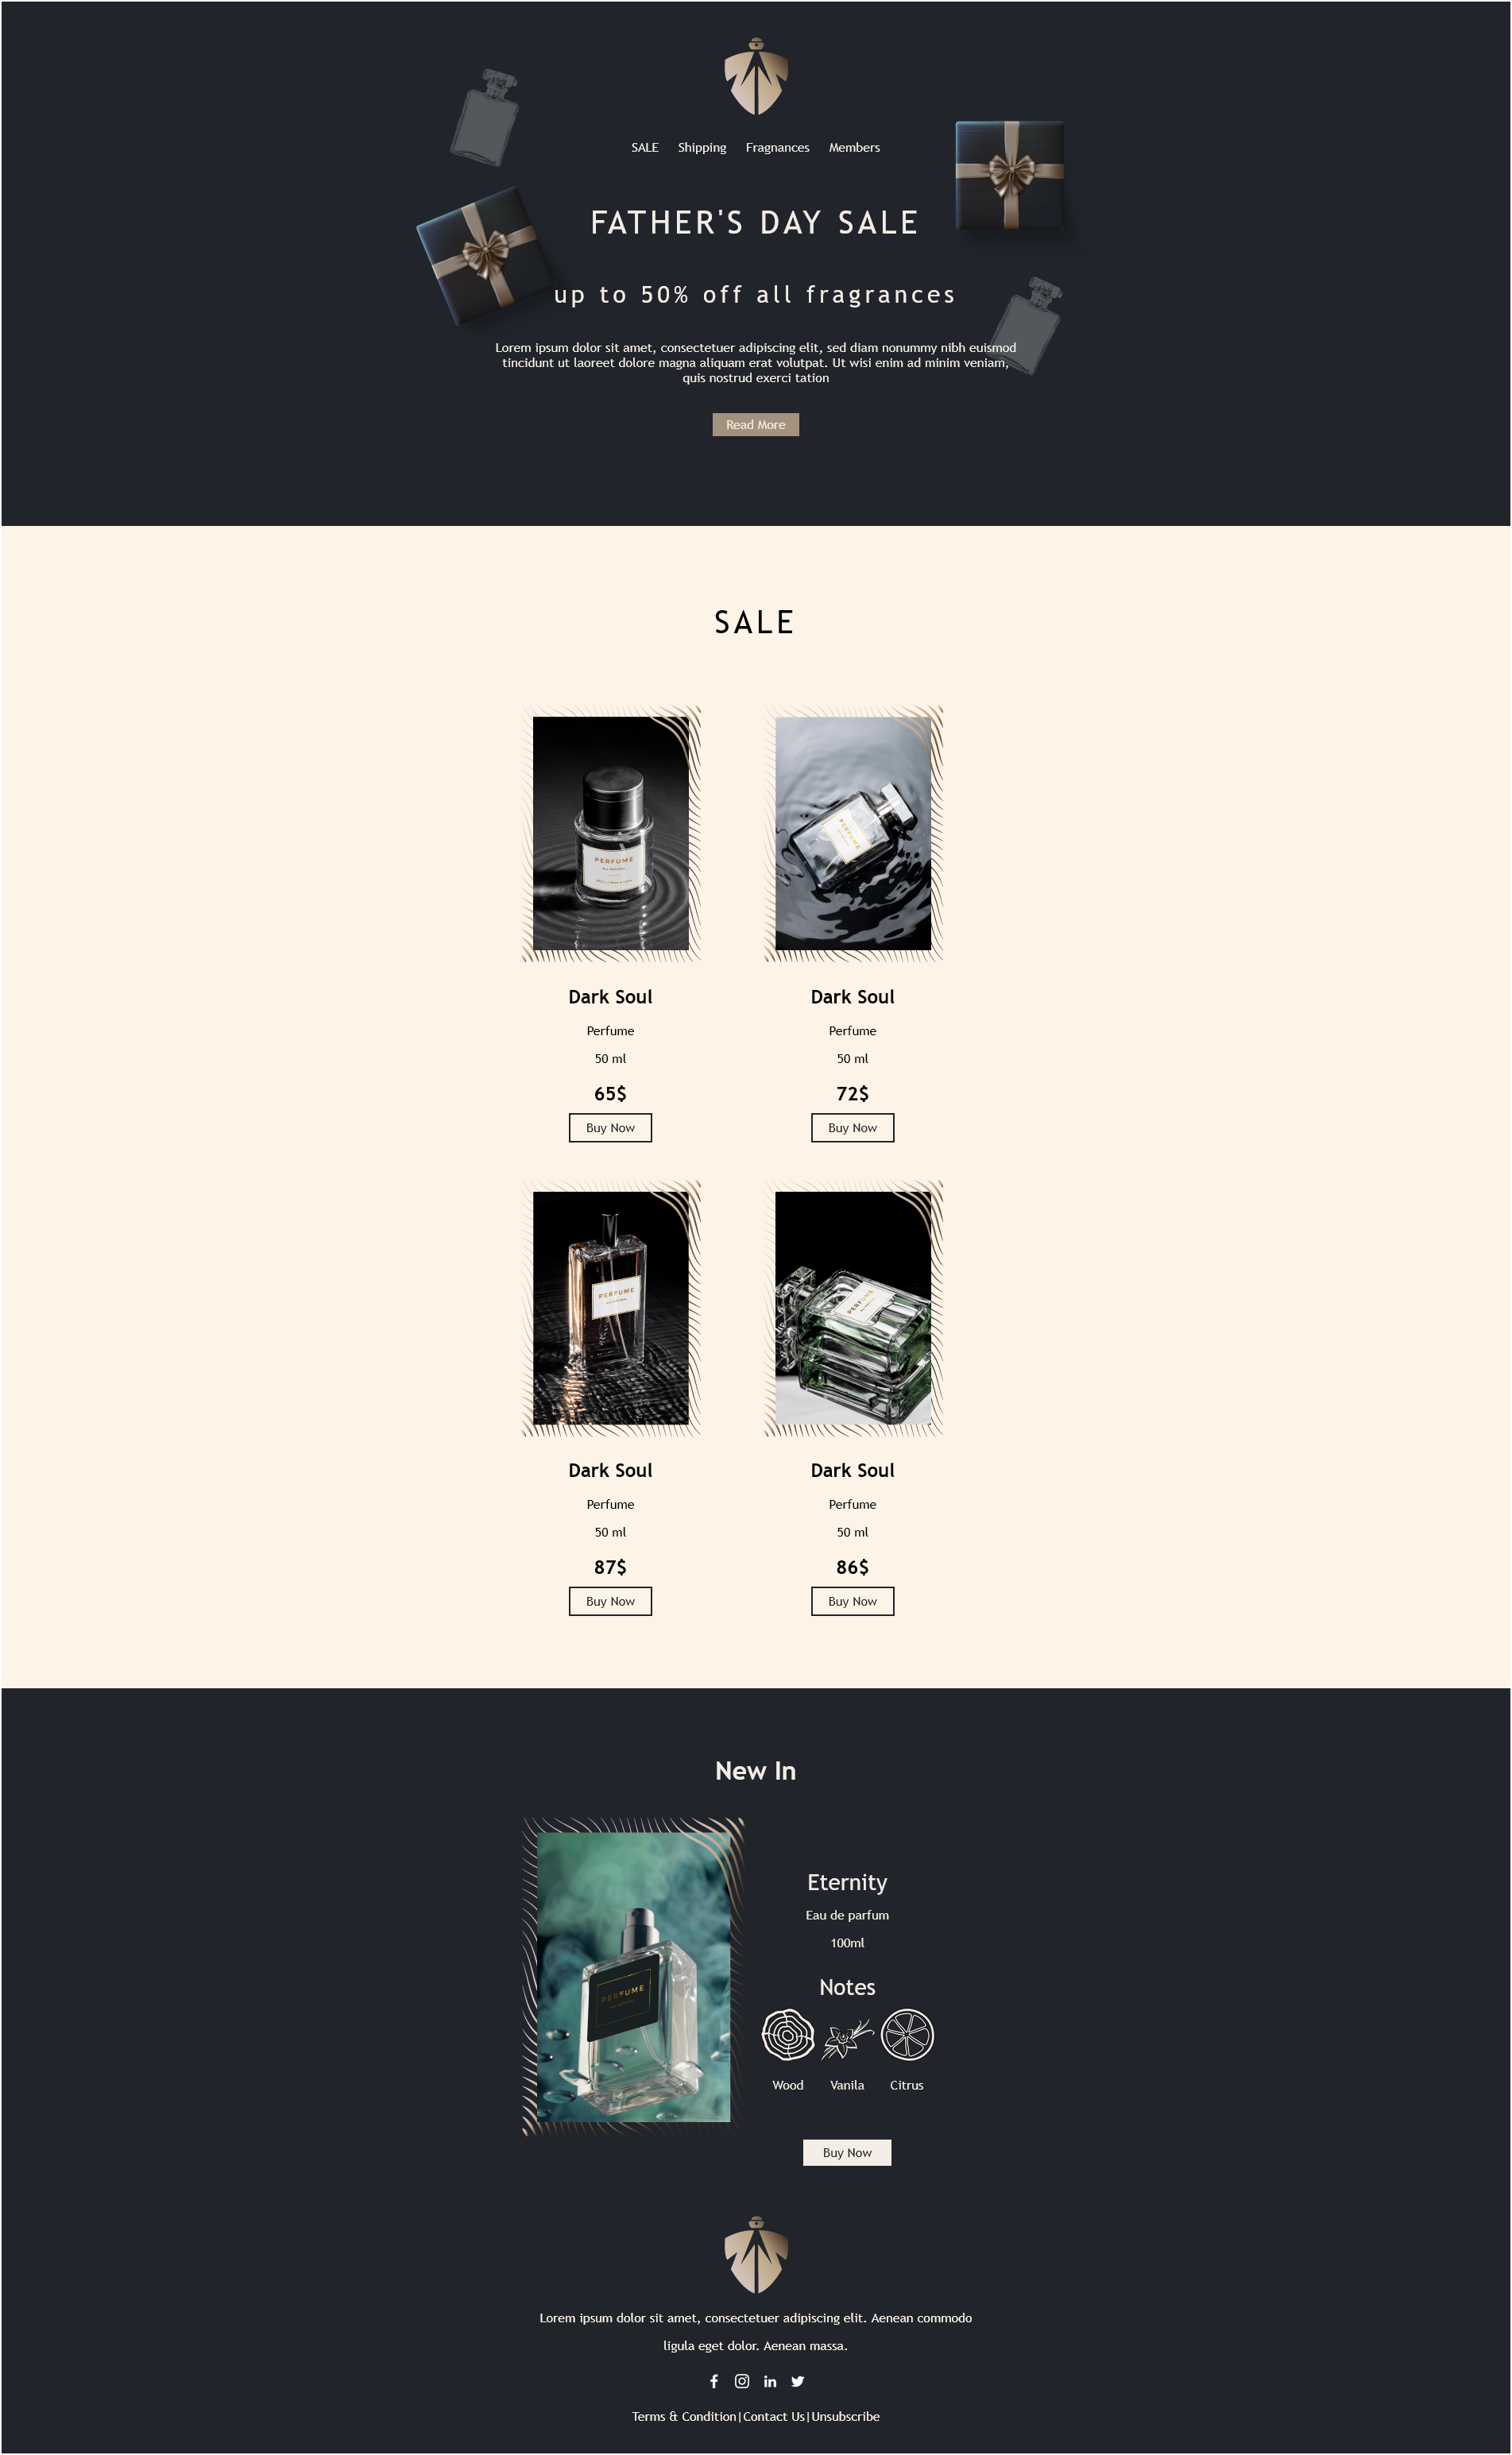 SALE Shipping Fragnances Members
FATHER'S DAY SALE
up to 50% off all fragrances
Lorem ipsum dolor sit amet, consectetuer adipiscing elit, sed diam nonummy nibh euismod
tincidunt ut laoreet dolore magna aliquam erat volutpat. Ut wisi enim ad minim veniam,
quis nostrud exerci tation
Read More
SALE
PERFUME
PERFUME
Dark Soul
Perfume
50 ml
65$
Buy Now
Dark Soul
Perfume
50 ml
72$
Buy Now
PERFUME
PERFUME
Dark Soul
Perfume
50 ml
87$
Buy Now
Dark Soul
Perfume
50 ml
86$
Buy Now
New In
PERFUME
Eternity
Eau de parfum
100ml
Notes
Wood Vanila Citrus
Buy Now
Lorem ipsum dolor sit amet, consectetuer adipiscing elit. Aenean commodo
ligula eget dolor. Aenean massa.
Terms & Condition|Contact Us|Unsubscribe